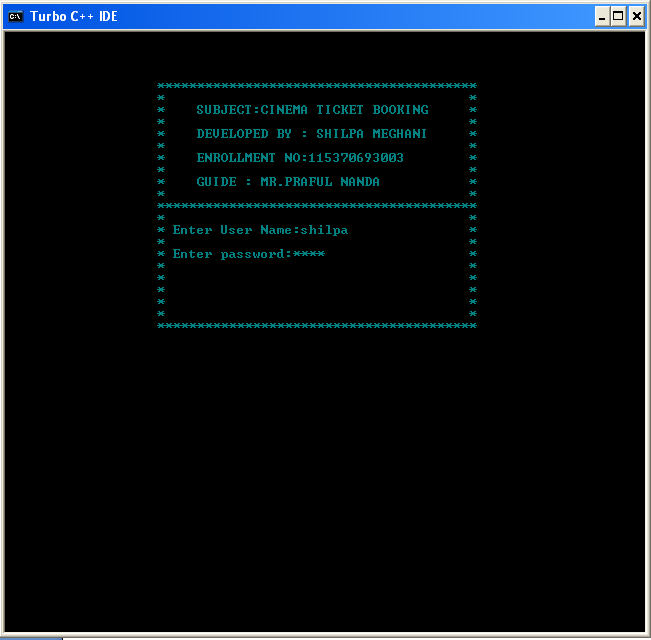 Turbo C++ IDE
****************************************
SUBJECT:CINEMA TICKET BOOKING
DEVELOPED BY : SHILPA MEGHANI
ENROLLMENT NO:115370693003
GUIDE : MR.PRAFUL NANDA
****************************************
Enter User Name:shilpa
Enter password:****
****************************************